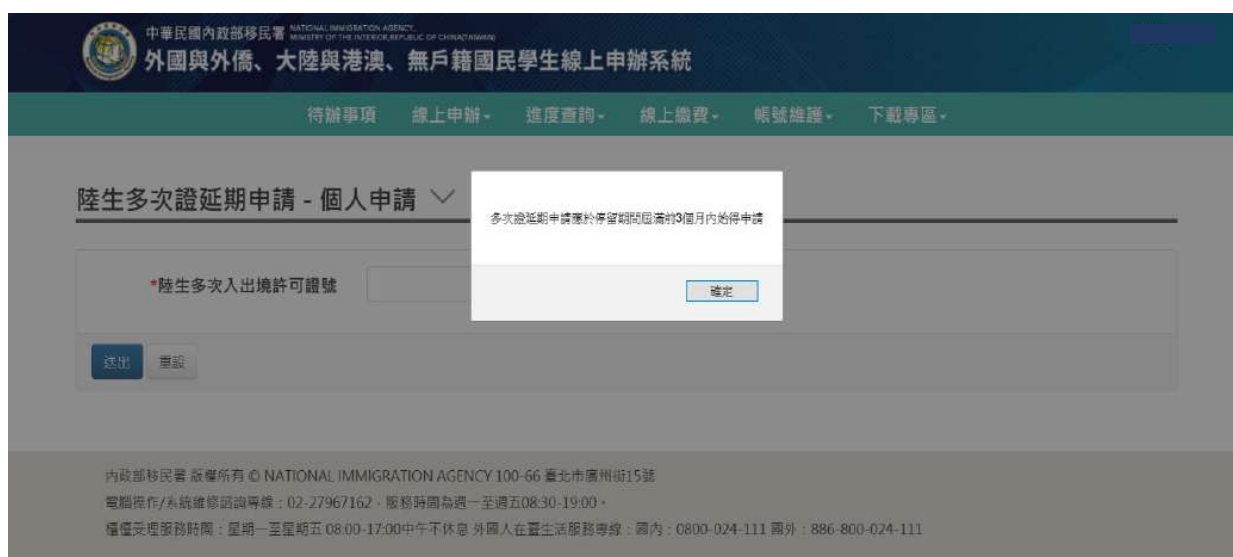 中華民國內政部移民署 NATIONAL IMMIGRATION AGENCY,
MINISTRY OF THE INTERIOR,REPUBLIC OF CHINA(TAIWAN)
外國與外僑、大陸與港澳、無戶籍國民學生線上申辦系統
待辦事項 線上申辦 進度查詢 線上繳費 帳號維護 下載專區
陸生多次證延期申請 - 個人申請
多次證延期申請應於停留期間屆滿前3個月內始得申請
確定
*陸生多次入出境許可證號
送出 重設
內政部移民署 版權所有 © NATIONAL IMMIGRATION AGENCY 100-66 臺北市廣州街15號
電腦操作/系統維修諮詢專線：02-27967162，服務時間為週一至週五08:30-19:00。
櫃檯受理服務時間：星期一至星期五 08:00-17:00中午不休息 外國人在臺生活服務專線：國內：0800-024-111 國外：886-800-024-111